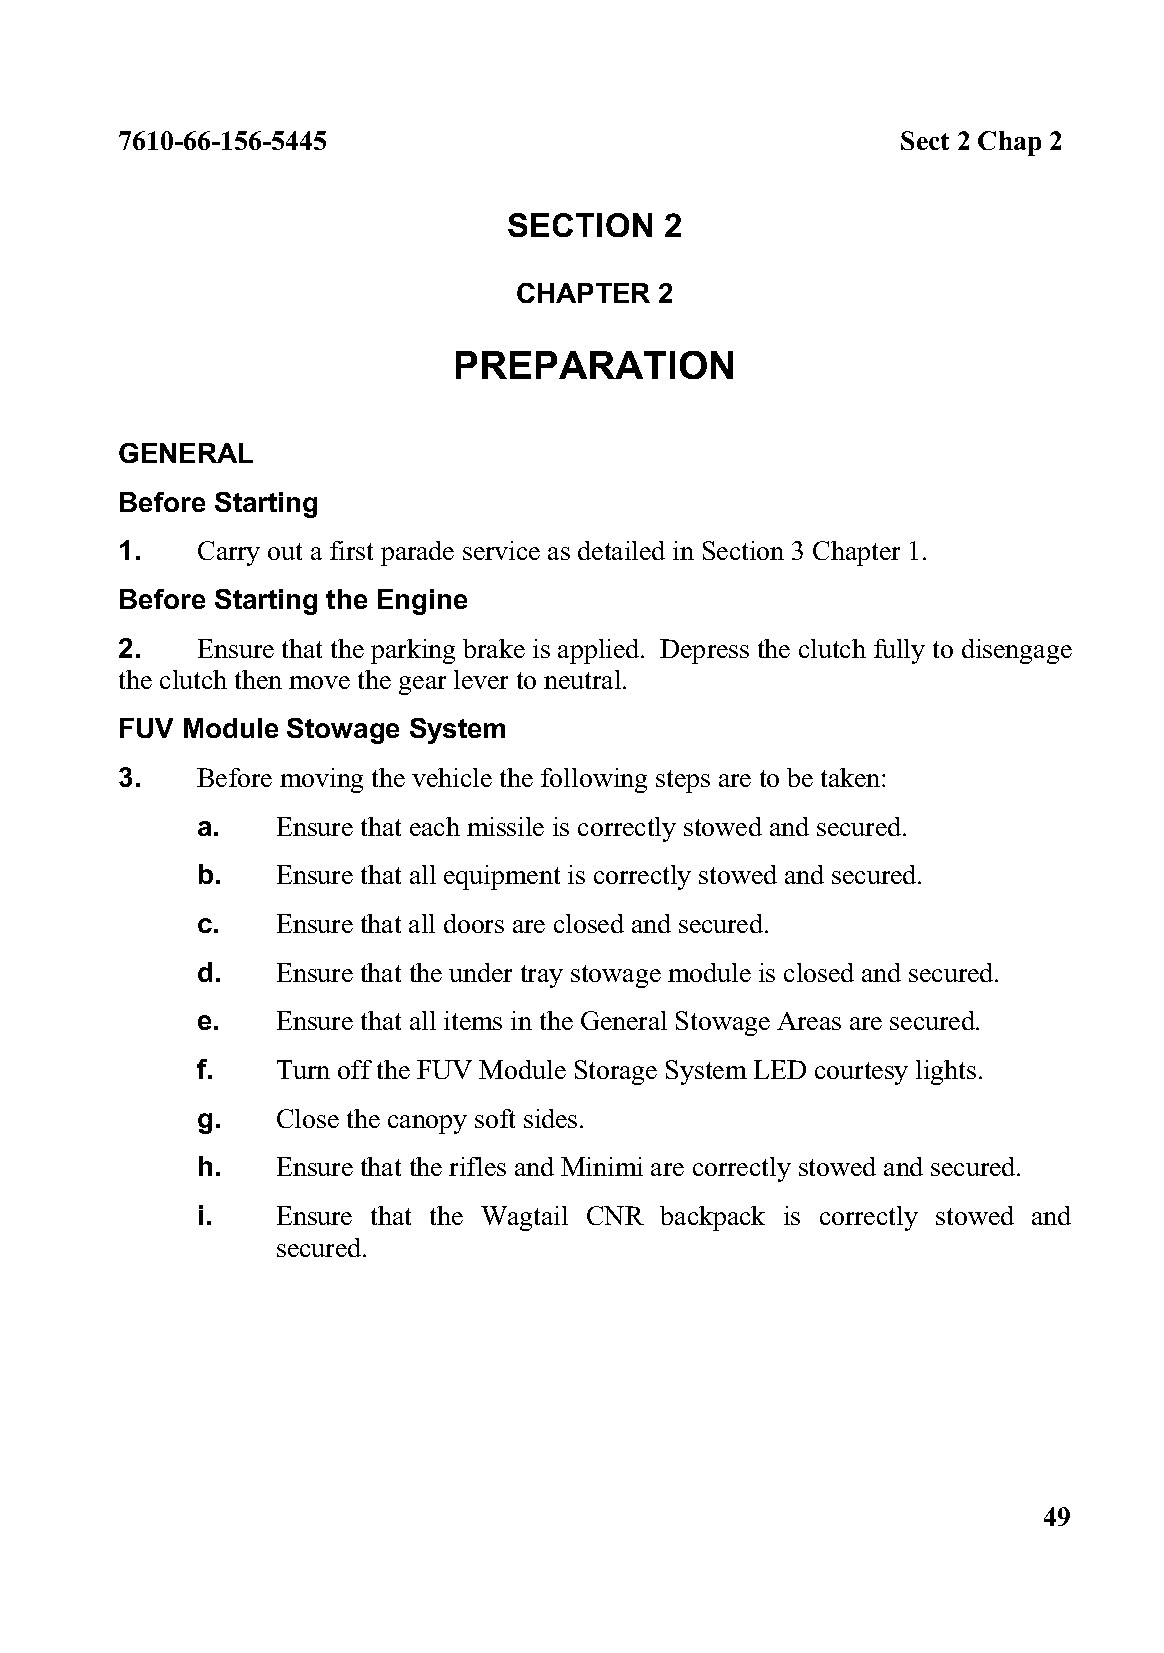 7610-66-156-5445 Sect 2 Chap 2
SECTION 2
CHAPTER 2
PREPARATION
GENERAL
Before Starting
1. Carry out a first parade service as detailed in Section 3 Chapter 1.
Before Starting the Engine
2. Ensure that the parking brake is applied. Depress the clutch fully to disengage
the clutch then move the gear lever to neutral.
FUV Module Stowage System
3. Before moving the vehicle the following steps are to be taken:
a. Ensure that each missile is correctly stowed and secured.
b. Ensure that all equipment is correctly stowed and secured.
c. Ensure that all doors are closed and secured.
d. Ensure that the under tray stowage module is closed and secured.
e. Ensure that all items in the General Stowage Areas are secured.
f. Turn off the FUV Module Storage System LED courtesy lights.
g. Close the canopy soft sides.
h. Ensure that the rifles and Minimi are correctly stowed and secured.
i. Ensure that the Wagtail CNR backpack is correctly stowed and
secured.
49